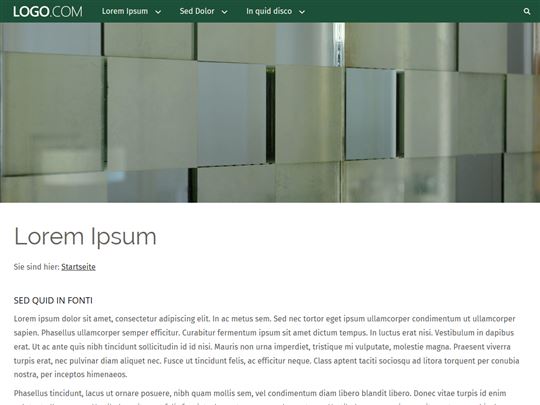 LOGO.COM Lorem Ipsum Sed Dolor In quid disco
Lorem Ipsum
Sie sind hier: Startseite
SED QUID IN FONTI
Lorem ipsum dolor sit amet, consectetur adipiscing elit. In ac metus sem. Sed nec tortor eget ipsum ullamcorper condimentum ut ullamcorper
sapien. Phasellus ullamcorper semper efficitur. Curabitur fermentum ipsum sit amet dictum tempus. In luctus erat nisi. Vestibulum in dapibus
erat. Ut ac ante quis nibh tincidunt sollicitudin id id nisi. Mauris non urna imperdiet, tristique mi vulputate, molestie magna. Praesent viverra
turpis erat, nec pulvinar diam aliquet nec. Fusce ut tincidunt felis, ac efficitur neque. Class aptent taciti sociosqu ad litora torquent per conubia
nostra, per inceptos himenaeos.
Phasellus tincidunt, lacus ut ornare posuere, nibh quam mollis sem, vel condimentum diam libero blandit libero. Donec vitae turpis id enim